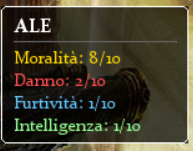 ALE
Moralità: 8/10
Danno: 2/10
Furtività: 1/10
Intelligenza: 1/10